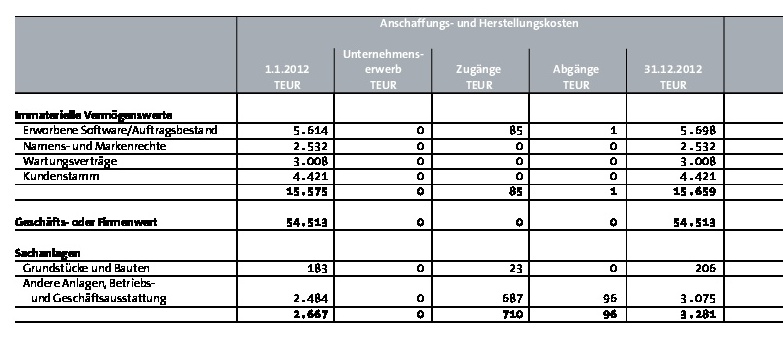 Anschaffungs- und Herstellungskosten
1.1.2012 TEUR Unternehmens-erwerb TEUR Zugänge TEUR Abgänge TEUR 31.12.2012 TEUR
Immaterielle Vermögenswerte
Erworbene Software/Auftragsbestand 5.614 0 85 1 5.698
Namens- und Markenrechte 2.532 0 0 0 2.532
Wartungsverträge 3.008 0 0 0 3.008
Kundenstamm 4.421 0 0 0 4.421
15.575 0 85 1 15.659
Geschäfts- oder Firmenwert 54.513 0 0 0 54.513
Sachanlagen
Grundstücke und Bauten 183 0 23 0 206
Andere Anlagen, Betriebs-
und Geschäftsausstattung 2.484 0 687 96 3.075
2.667 0 710 96 3.281